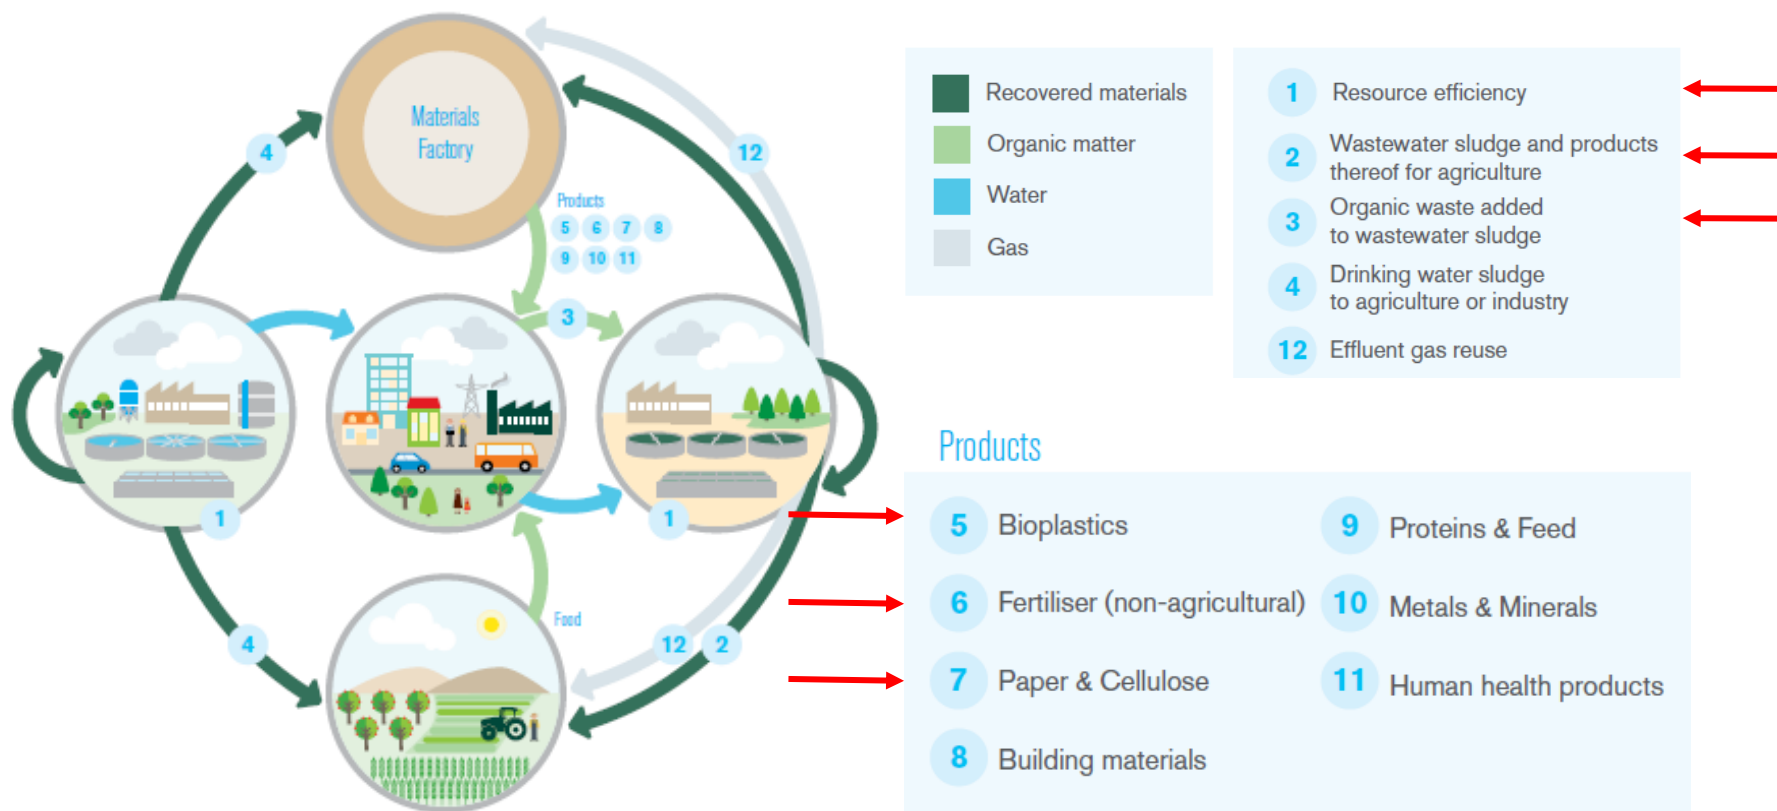 Materials
Factory
4
12
Products
5 6 7 8
9 10 11
3
1
1
4
Food
12 2
Recovered materials
Organic matter
Water
Gas
1 Resource efficiency
2 Wastewater sludge and products
thereof for agriculture
3 Organic waste added
to wastewater sludge
4 Drinking water sludge
to agriculture or industry
12 Effluent gas reuse
Products
5 Bioplastics
6 Fertiliser (non-agricultural)
7 Paper & Cellulose
8 Building materials
9 Proteins & Feed
10 Metals & Minerals
11 Human health products